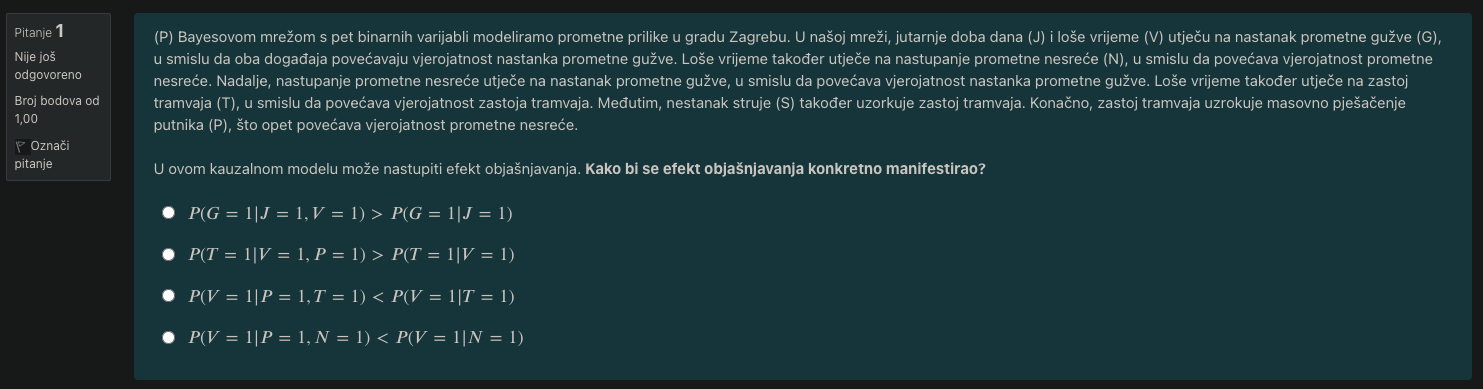 Pitanje 1
Nije još
odgovoreno
Broj bodova od
1,00
Označi
pitanje
(P) Bayesovom mrežom s pet binarnih varijabli modeliramo prometne prilike u gradu Zagrebu. U našoj mreži, jutarnje doba dana (J) i loše vrijeme (V) utječu na nastanak prometne gužve (G),
u smislu da oba događaja povećavaju vjerojatnost nastanka prometne gužve. Loše vrijeme također utječe na nastupanje prometne nesreće (N), u smislu da povećava vjerojatnost prometne
nesreće. Nadalje, nastupanje prometne nesreće utječe na nastanak prometne gužve, u smislu da povećava vjerojatnost nastanka prometne gužve. Loše vrijeme također utječe na zastoj
tramvaja (T), u smislu da povećava vjerojatnost zastoja tramvaja. Međutim, nestanak struje (S) također uzorkuje zastoj tramvaja. Konačno, zastoj tramvaja uzrokuje masovno pješačenje
putnika (P), što opet povećava vjerojatnost prometne nesreće.
U ovom kauzalnom modelu može nastupiti efekt objašnjavanja. Kako bi se efekt objašnjavanja konkretno manifestirao?
P(G = 1|J = 1, V = 1) > P(G = 1|J = 1)
P(T = 1|V = 1, P = 1) > P(T = 1|V = 1)
P(V = 1|P = 1, T = 1) < P(V = 1|T = 1)
P(V = 1|P = 1, N = 1) < P(V = 1|N = 1)